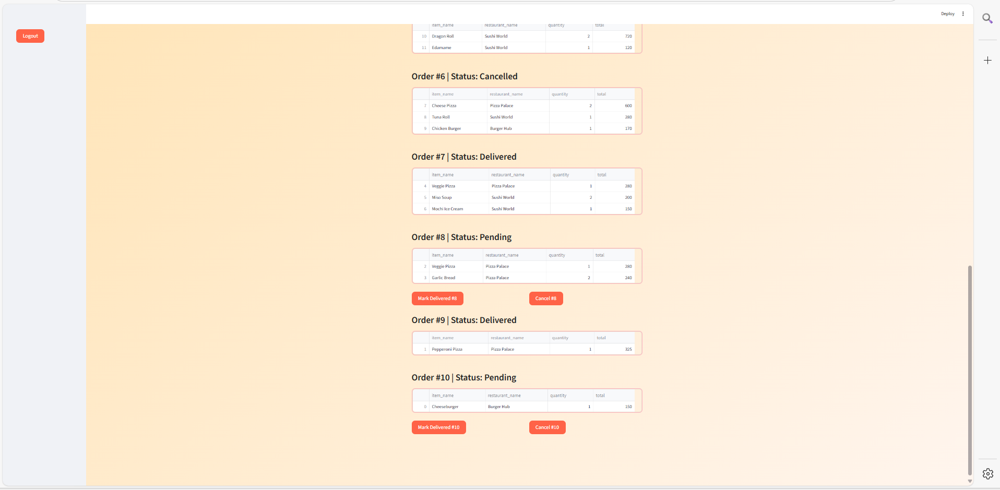 Deploy
Logout
item_name restaurant_name quantity total
10 Dragon Roll Sushi World 2 720
11 Edamame Sushi World 1 120
Order #6 | Status: Cancelled
item_name restaurant_name quantity total
7 Cheese Pizza Pizza Palace 2 600
8 Tuna Roll Sushi World 1 280
9 Chicken Burger Burger Hub 1 170
Order #7 | Status: Delivered
item_name restaurant_name quantity total
4 Veggie Pizza Pizza Palace 1 280
5 Miso Soup Sushi World 2 200
6 Mochi Ice Cream Sushi World 1 150
Order #8 | Status: Pending
item_name restaurant_name quantity total
2 Veggie Pizza Pizza Palace 1 280
3 Garlic Bread Pizza Palace 2 240
Mark Delivered #8 Cancel #8
Order #9 | Status: Delivered
item_name restaurant_name quantity total
1 Pepperoni Pizza Pizza Palace 1 325
Order #10 | Status: Pending
item_name restaurant_name quantity total
0 Cheeseburger Burger Hub 1 150
Mark Delivered #10 Cancel #10